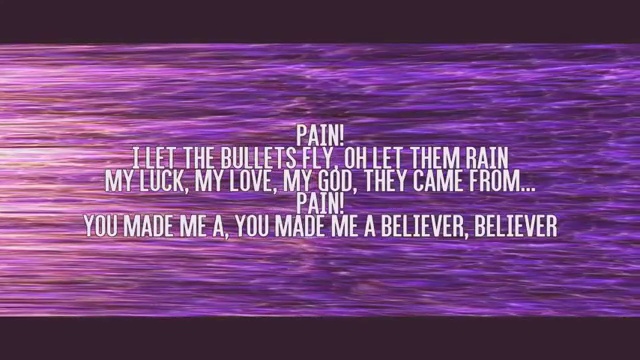 PAIN!
I LET THE BULLETS FLY, OH LET THEM RAIN
MY LUCK, MY LOVE, MY GOD, THEY CAME FROM...
PAIN!
YOU MADE ME A, YOU MADE ME A BELIEVER, BELIEVER